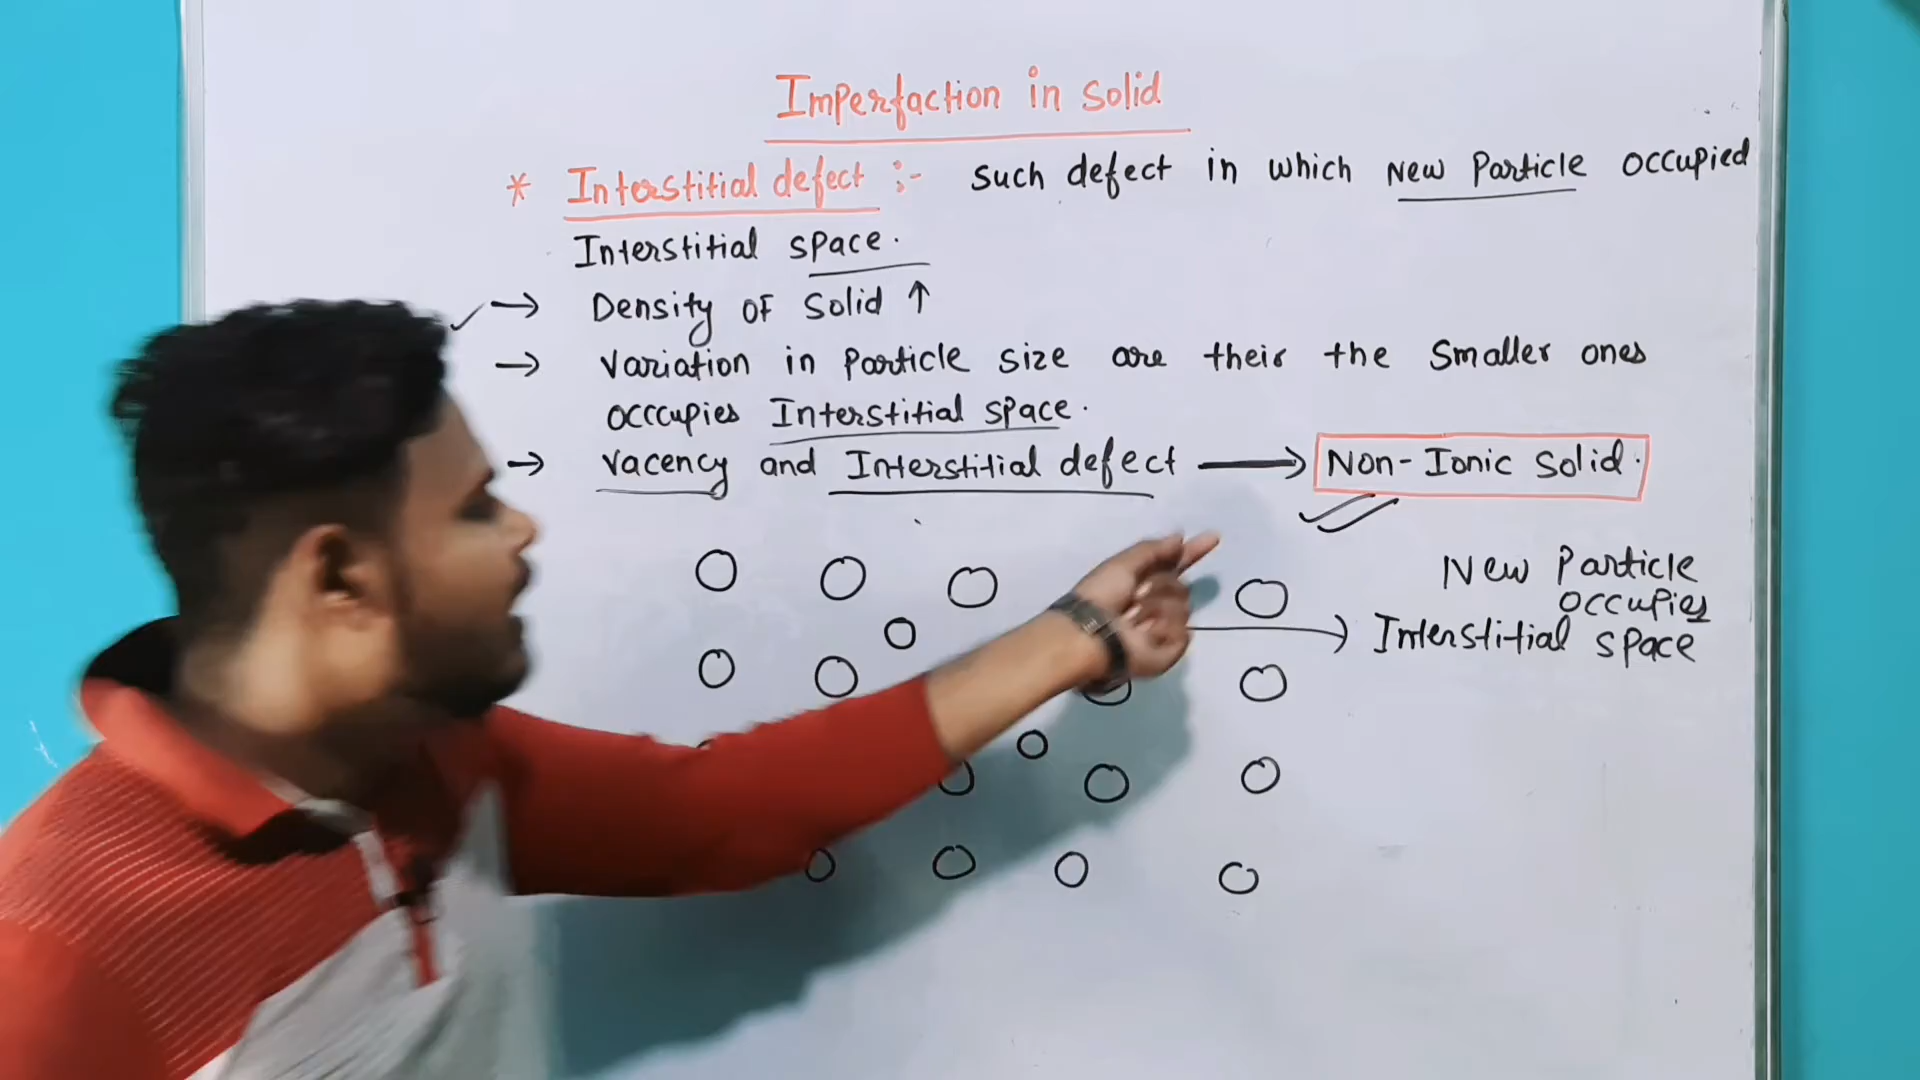 Imperfaction in solid
* Interstitial defect :- such defect in which New Particle occupied
Interstitial space.
→ Density of Solid ↑
→ Variation in Particle size are their the smaller ones
occcupies Interstitial space.
→ vacency and Interstitial defect → Non-Ionic Solid.
New Particle
occupies
Interstitial space